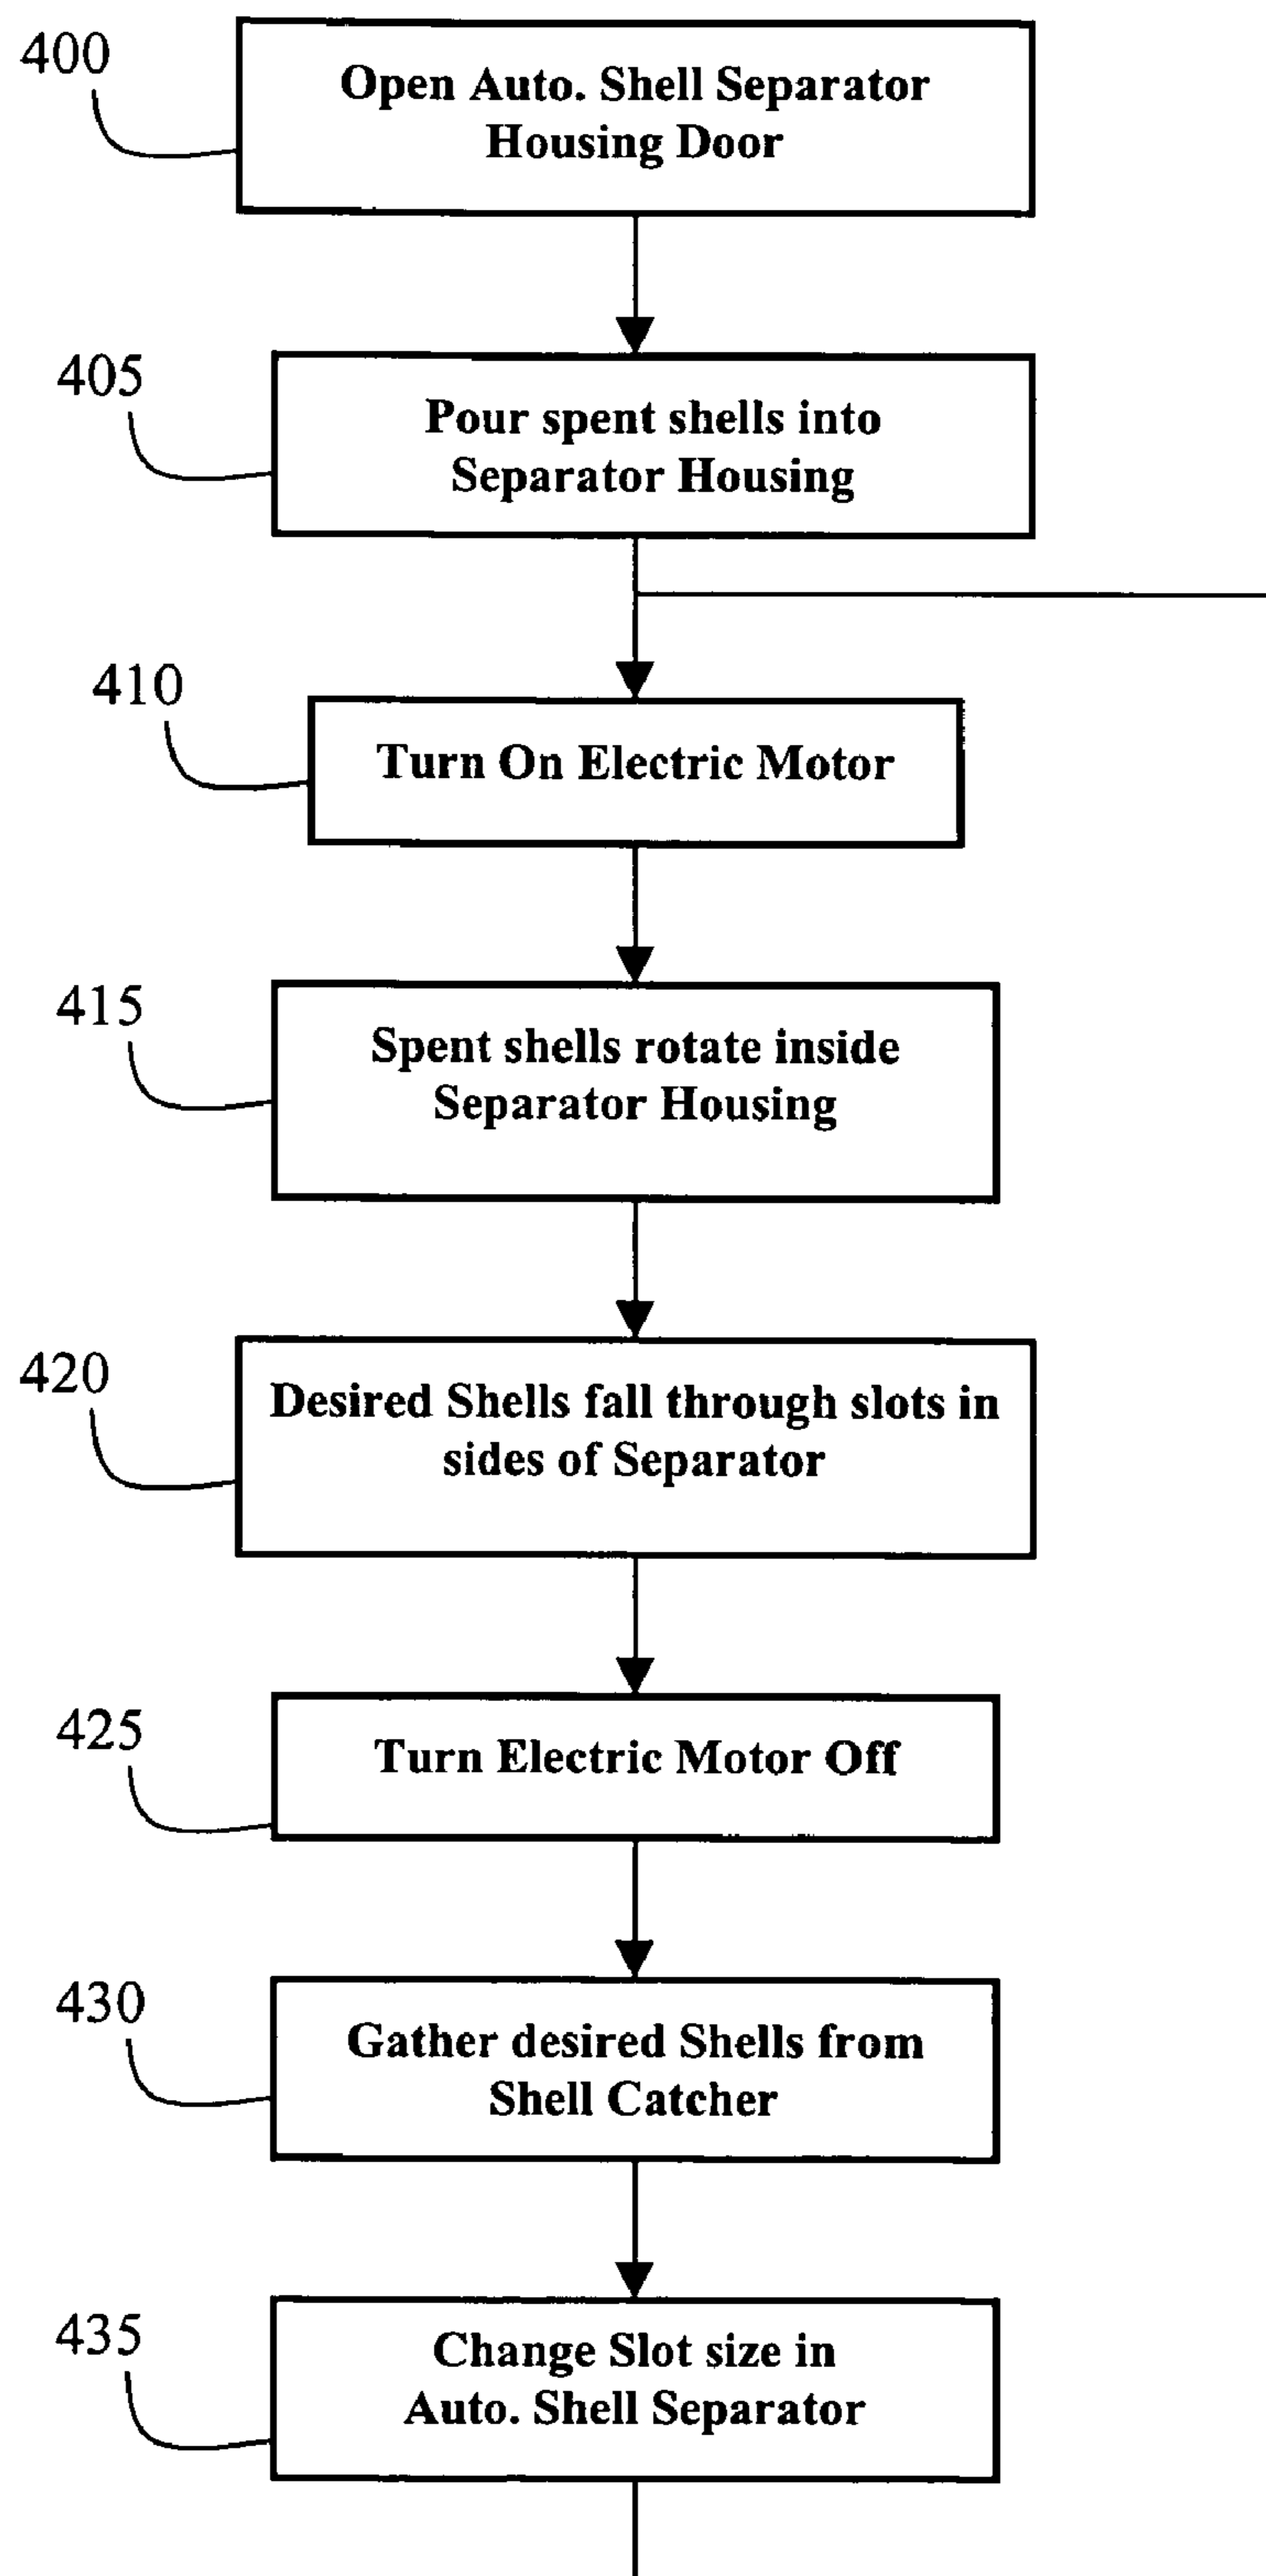 400
Open Auto. Shell Separator
Housing Door
405
Pour spent shells into
Separator Housing
410
Turn On Electric Motor
415
Spent shells rotate inside
Separator Housing
420
Desired Shells fall through slots in
sides of Separator
425
Turn Electric Motor Off
430
Gather desired Shells from
Shell Catcher
435
Change Slot size in
Auto. Shell Separator